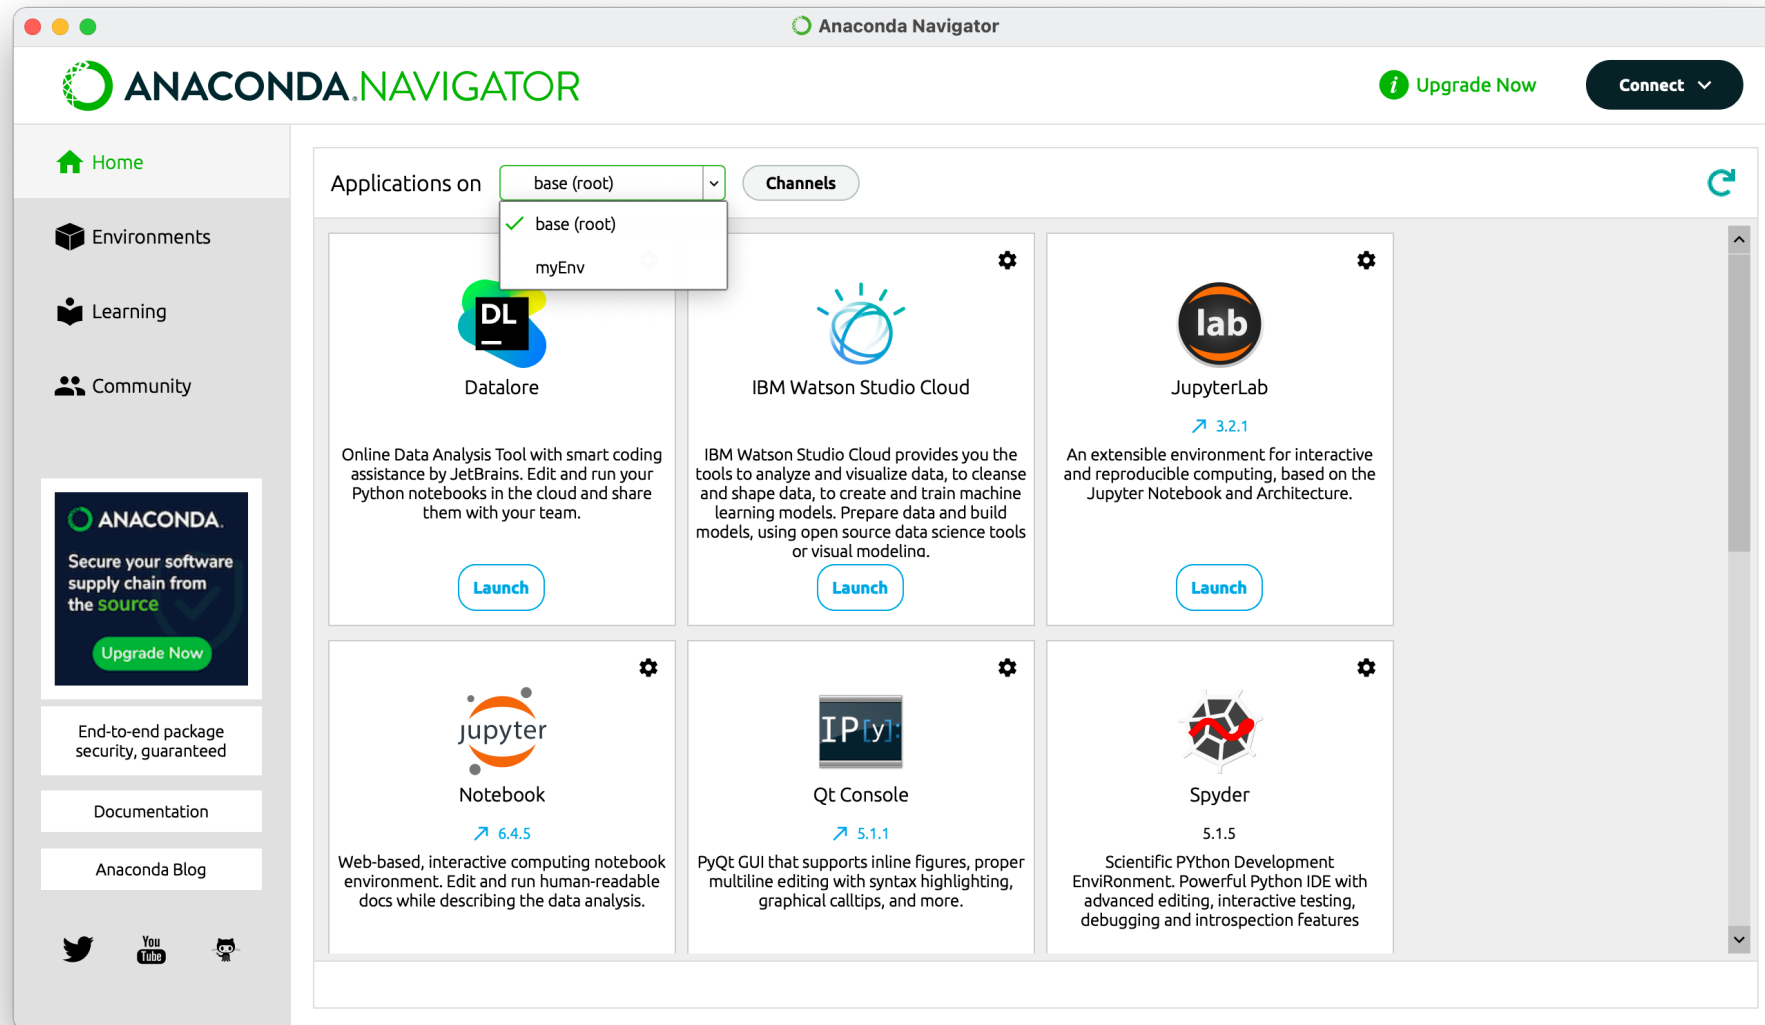 Anaconda Navigator
ANACONDA.NAVIGATOR
i Upgrade Now
Connect
Home
Environments
Learning
Community
ANACONDA.
Secure your software
supply chain from
the source
Upgrade Now
End-to-end package
security, guaranteed
Documentation
Anaconda Blog
You
Tube
Applications on
base (root)
Channels
base (root)
myEnv
DL
Datalore
Online Data Analysis Tool with smart coding
assistance by JetBrains. Edit and run your
Python notebooks in the cloud and share
them with your team.
Launch
IBM Watson Studio Cloud
IBM Watson Studio Cloud provides you the
tools to analyze and visualize data, to cleanse
and shape data, to create and train machine
learning models. Prepare data and build
models, using open source data science tools
or visual modeling.
Launch
lab
JupyterLab
3.2.1
An extensible environment for interactive
and reproducible computing, based on the
Jupyter Notebook and Architecture.
Launch
jupyter
Notebook
6.4.5
Web-based, interactive computing notebook
environment. Edit and run human-readable
docs while describing the data analysis.
IP[y]:
Qt Console
5.1.1
PyQt GUI that supports inline figures, proper
multiline editing with syntax highlighting,
graphical calltips, and more.
Spyder
5.1.5
Scientific PYthon Development
EnviRonment. Powerful Python IDE with
advanced editing, interactive testing,
debugging and introspection features